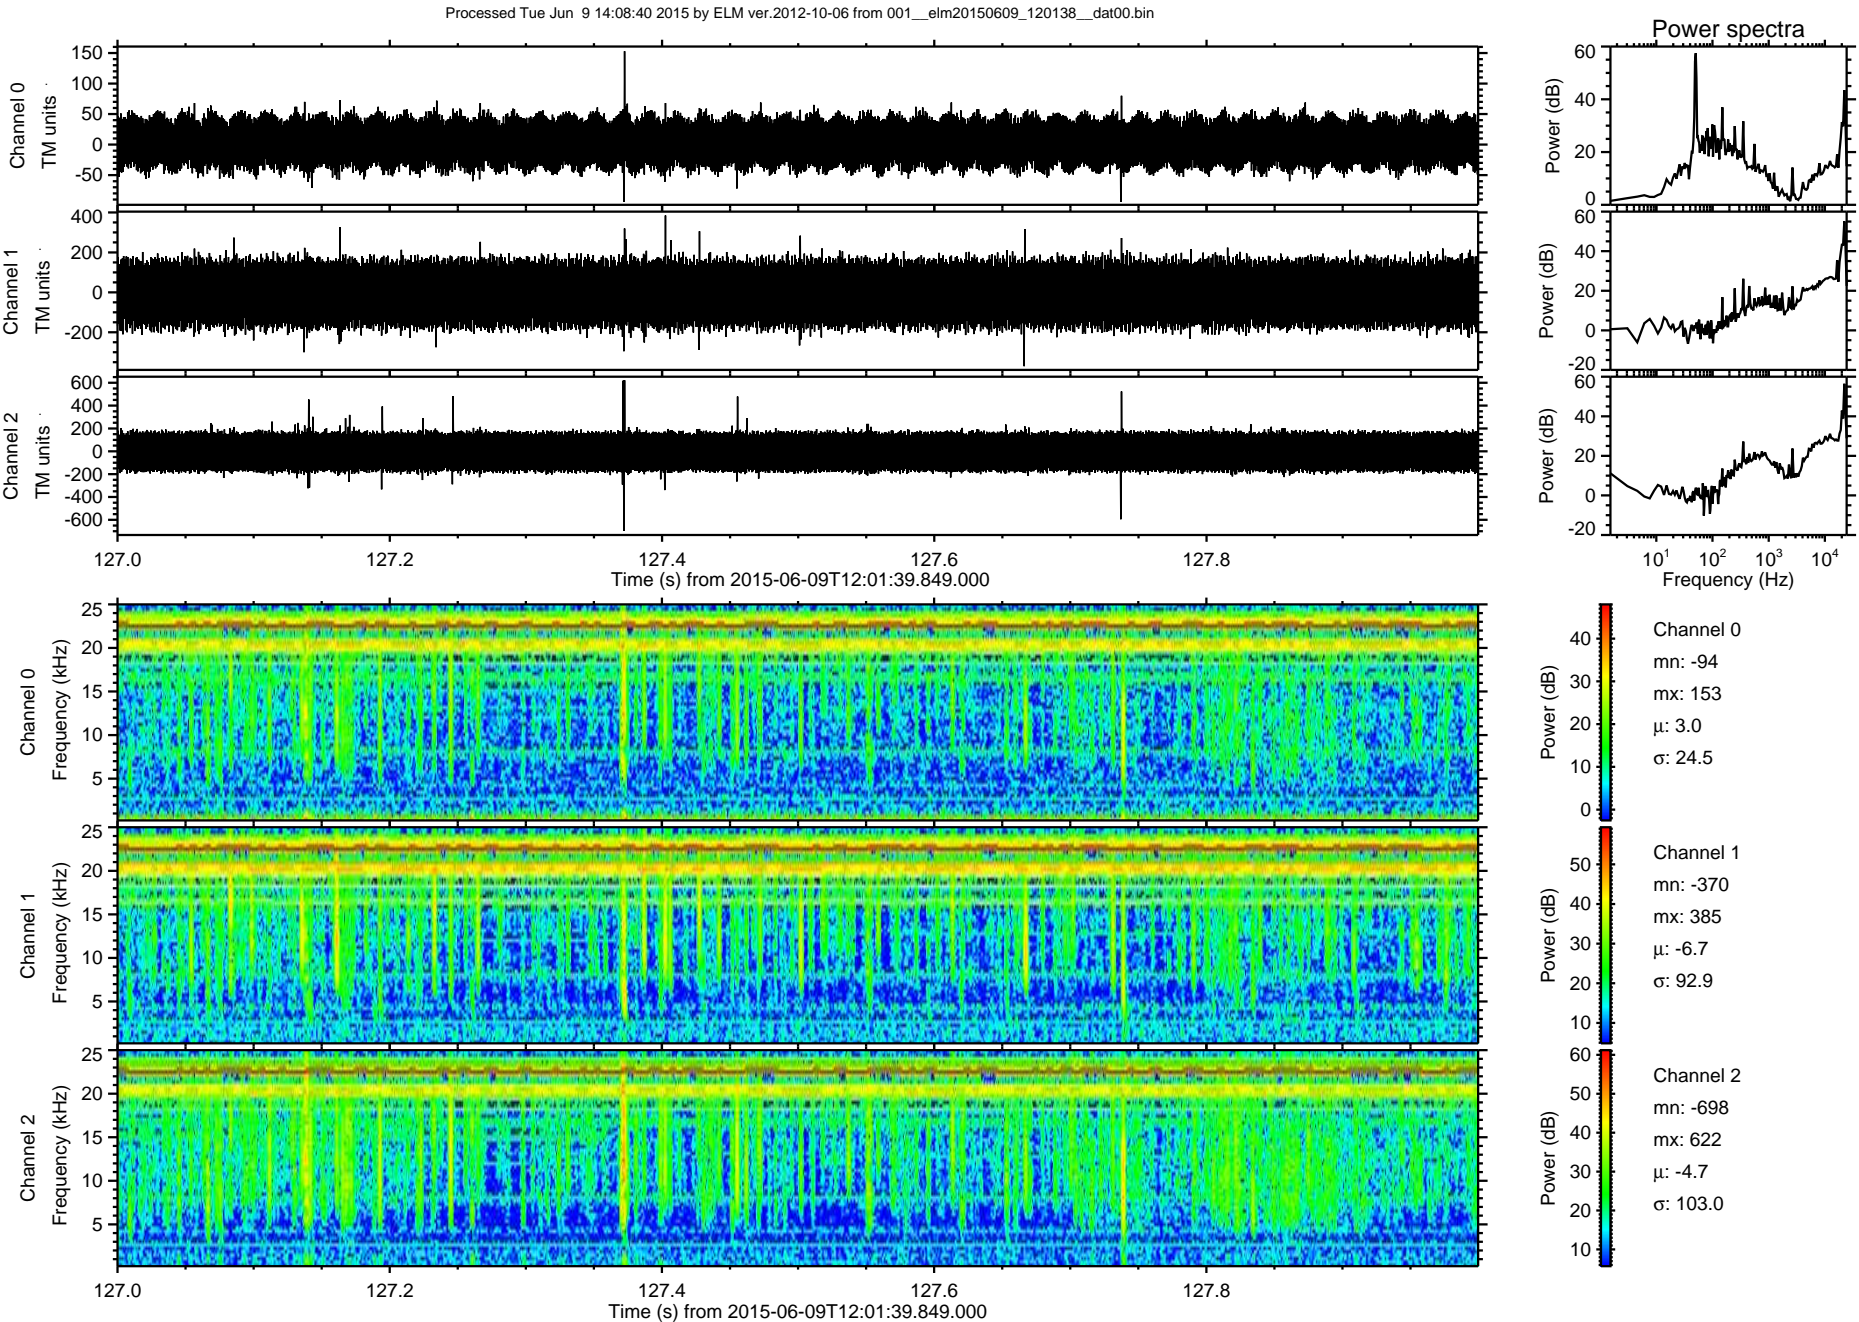 Processed Tue Jun  9 14:08:40 2015 by ELM ver.2012-10-06 from 001__elm20150609_120138__dat00.bin
Power spectra
Channel 0
TM units
150
100
50
0
-50
Power (dB)
60
40
20
0
Channel 1
TM units
400
200
0
-200
Power (dB)
60
40
20
0
-20
Channel 2
TM units
600
400
200
0
-200
-400
-600
Power (dB)
60
40
20
0
-20
127.0
127.2
127.4
127.6
127.8
Time (s) from 2015-06-09T12:01:39.849.000
10^1
10^2
10^3
10^4
Frequency (Hz)
Channel 0
Frequency (kHz)
25
20
15
10
5
Power (dB)
40
30
20
10
0
Channel 0
mn: -94
mx: 153
μ: 3.0
σ: 24.5
Channel 1
Frequency (kHz)
25
20
15
10
5
Power (dB)
50
40
30
20
10
Channel 1
mn: -370
mx: 385
μ: -6.7
σ: 92.9
Channel 2
Frequency (kHz)
25
20
15
10
5
Power (dB)
60
50
40
30
20
10
Channel 2
mn: -698
mx: 622
μ: -4.7
σ: 103.0
127.0
127.2
127.4
127.6
127.8
Time (s) from 2015-06-09T12:01:39.849.000